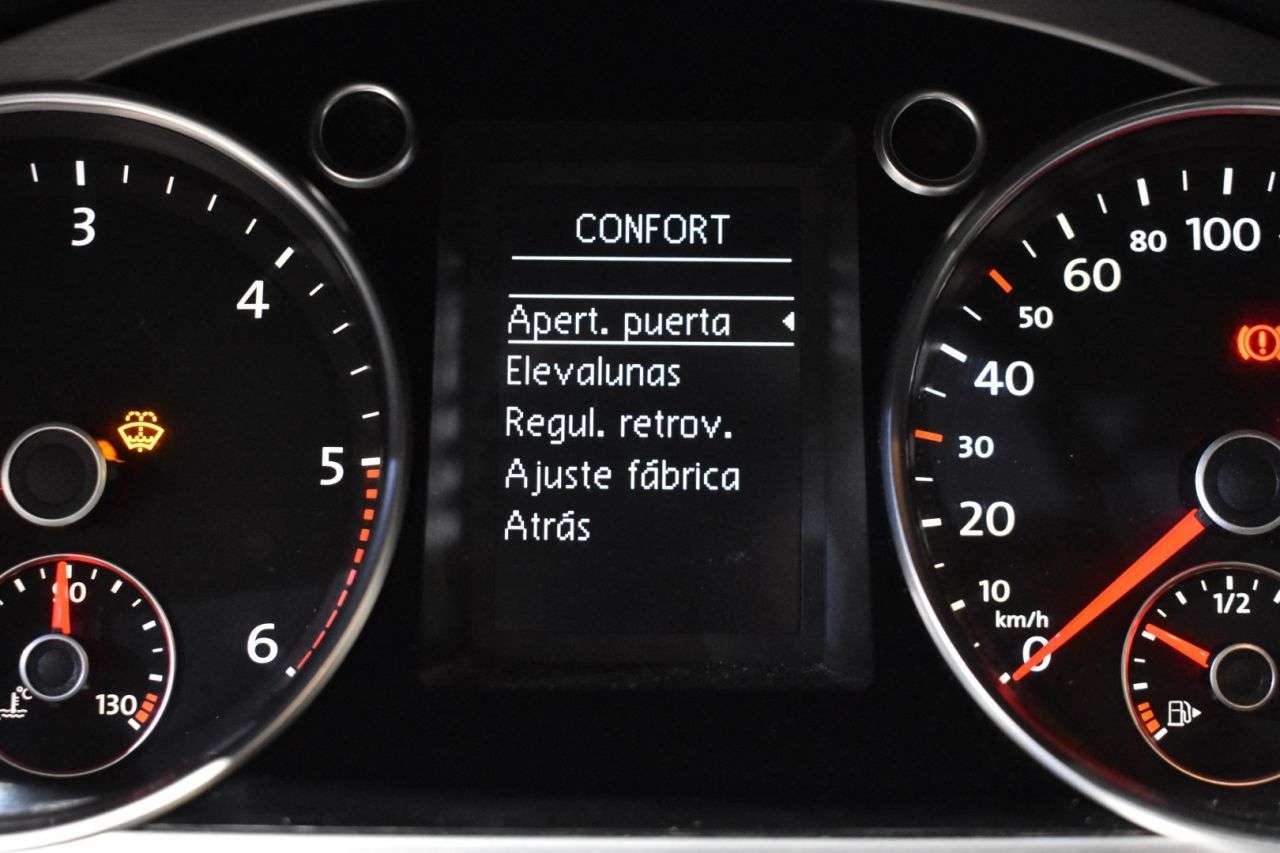 3
4
5
6
90
130
°C
CONFORT
Apert. puerta
Elevalunas
Regul. retrov.
Ajuste fábrica
Atrás
100
80
60
50
40
30
20
10
km/h
0
1/2